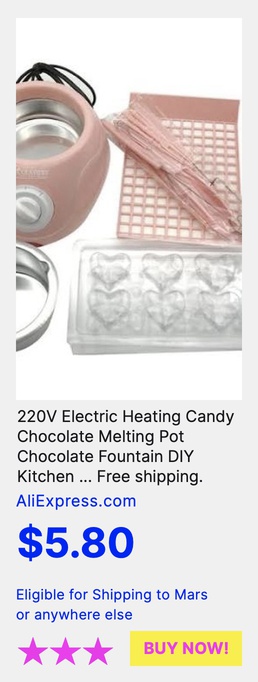 220V Electric Heating Candy
Chocolate Melting Pot
Chocolate Fountain DIY
Kitchen ... Free shipping.
AliExpress.com
$5.80
Eligible for Shipping to Mars
or anywhere else
BUY NOW!